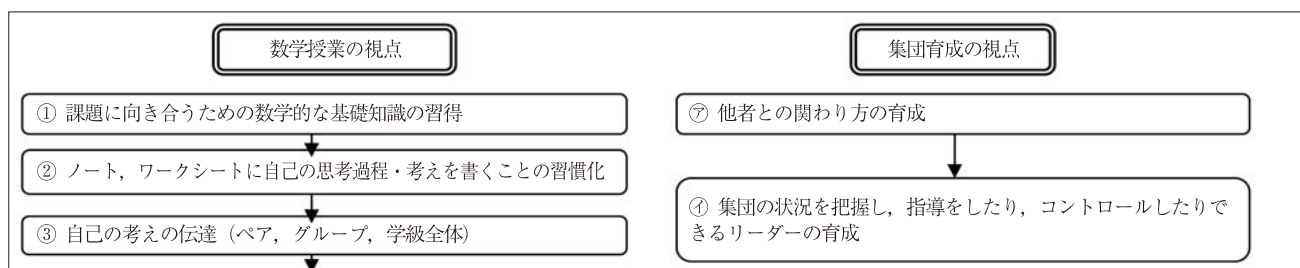 数学授業の視点
① 課題に向き合うための数学的な基礎知識の習得
② ノート，ワークシートに自己の思考過程・考えを書くことの習慣化
③ 自己の考えの伝達（ペア，グループ，学級全体）
集団育成の視点
㋐ 他者との関わり方の育成
㋑ 集団の状況を把握し，指導をしたり，コントロールしたりで
きるリーダーの育成